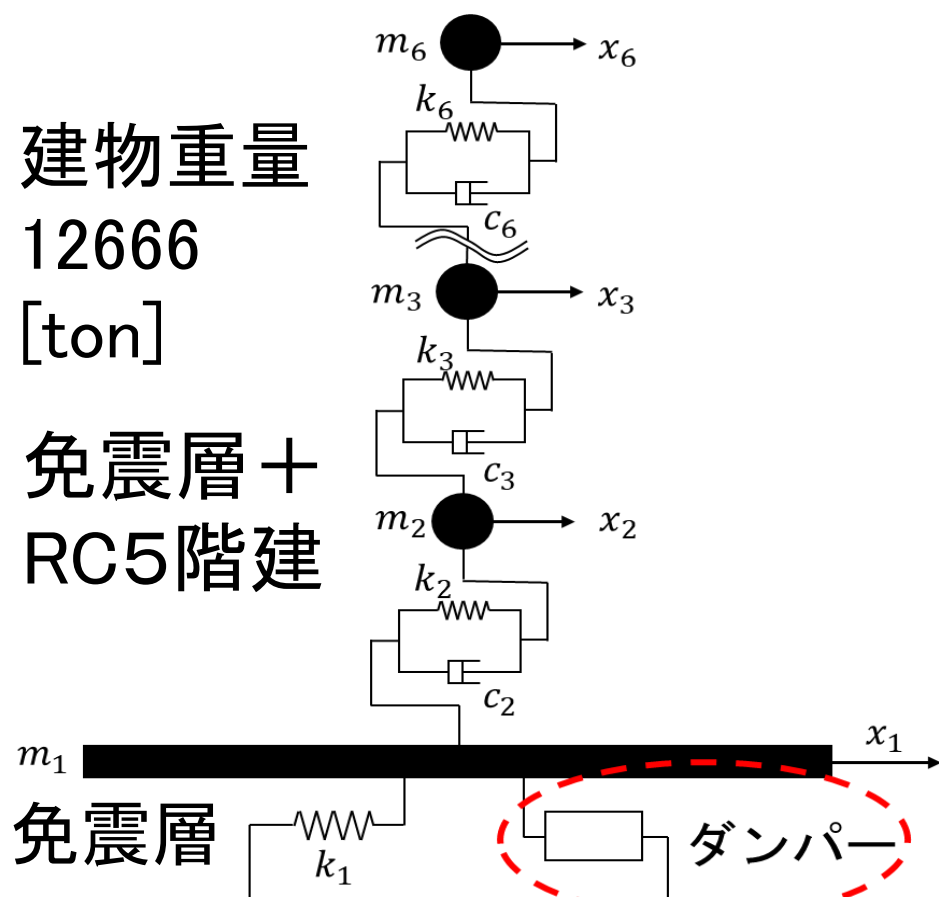 m₆
x₆
k₆
建物重量
12666
[ton]
c₆
m₃
x₃
k₃
免震層＋
RC5階建
c₃
m₂
x₂
k₂
c₂
m₁
x₁
免震層
k₁
ダンパー